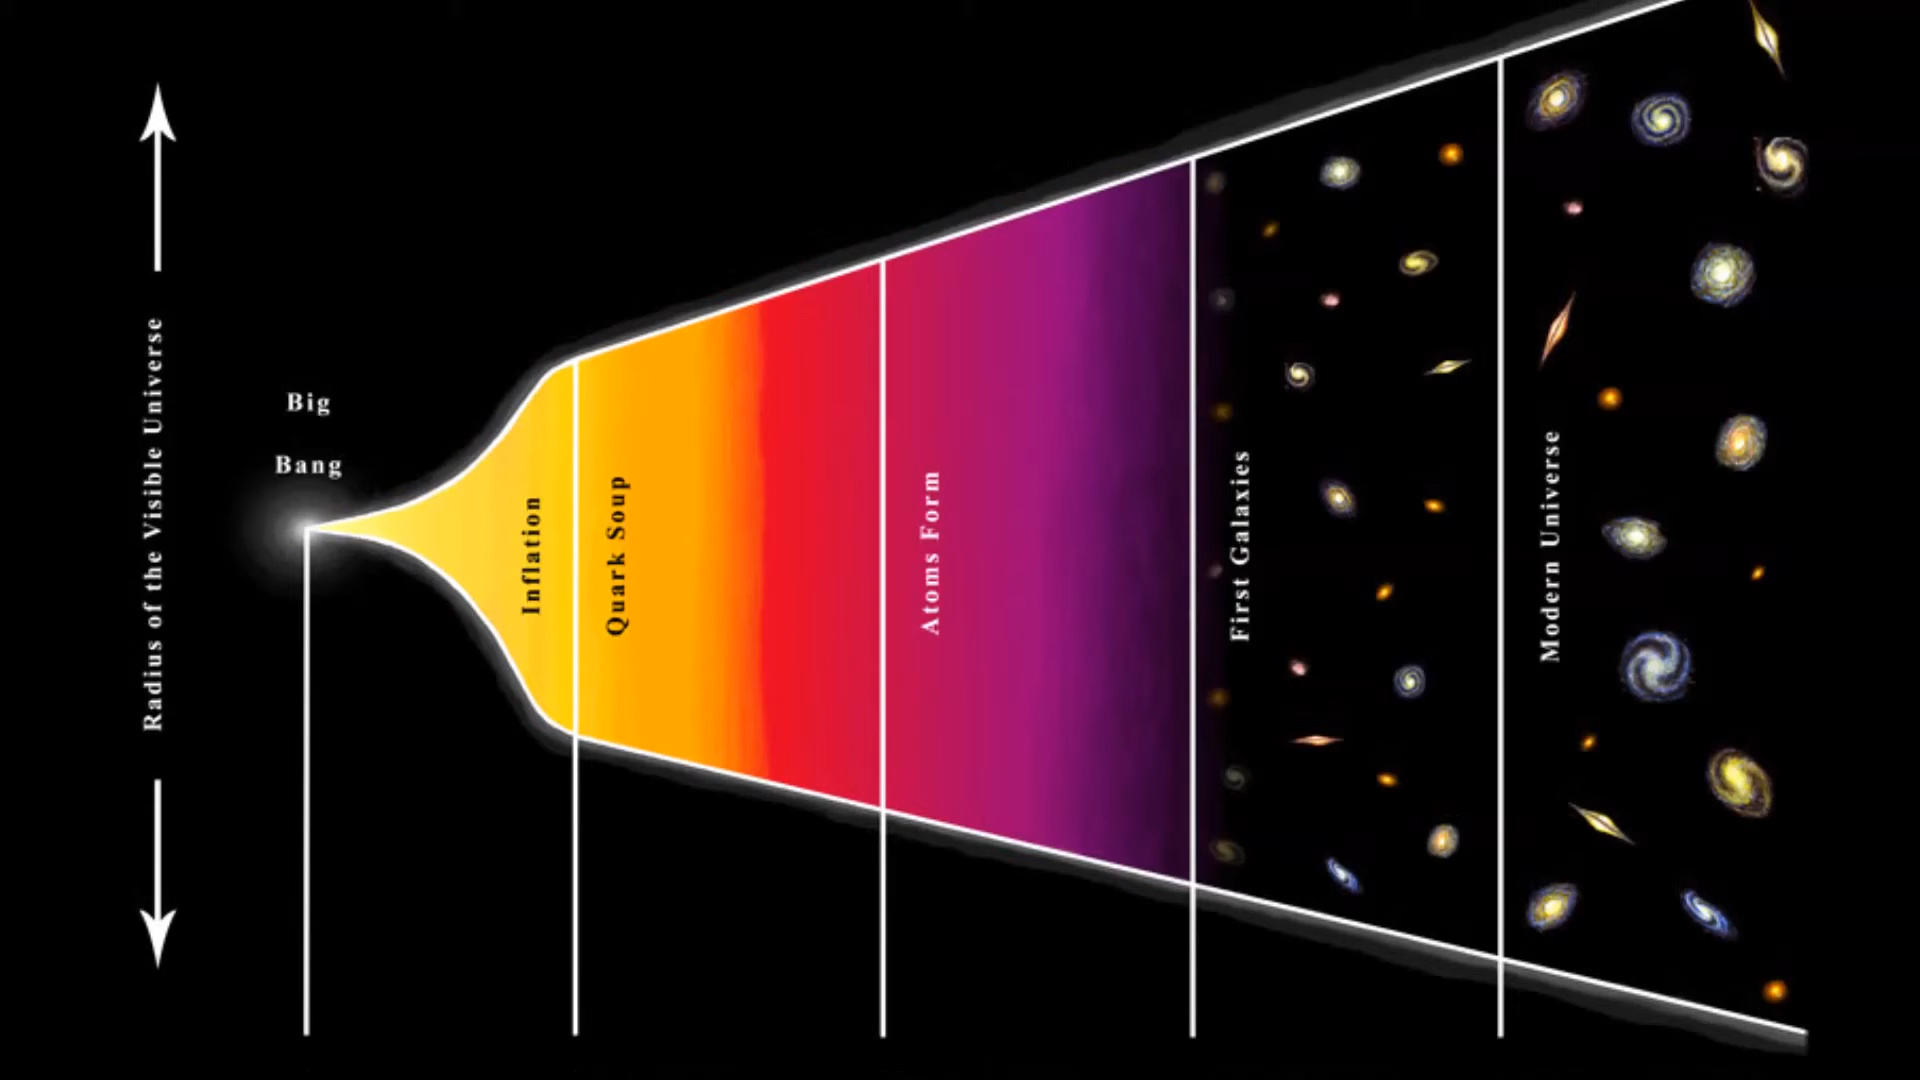 Radius of the Visible Universe
Big
Bang
Inflation
Quark Soup
Atoms Form
First Galaxies
Modern Universe